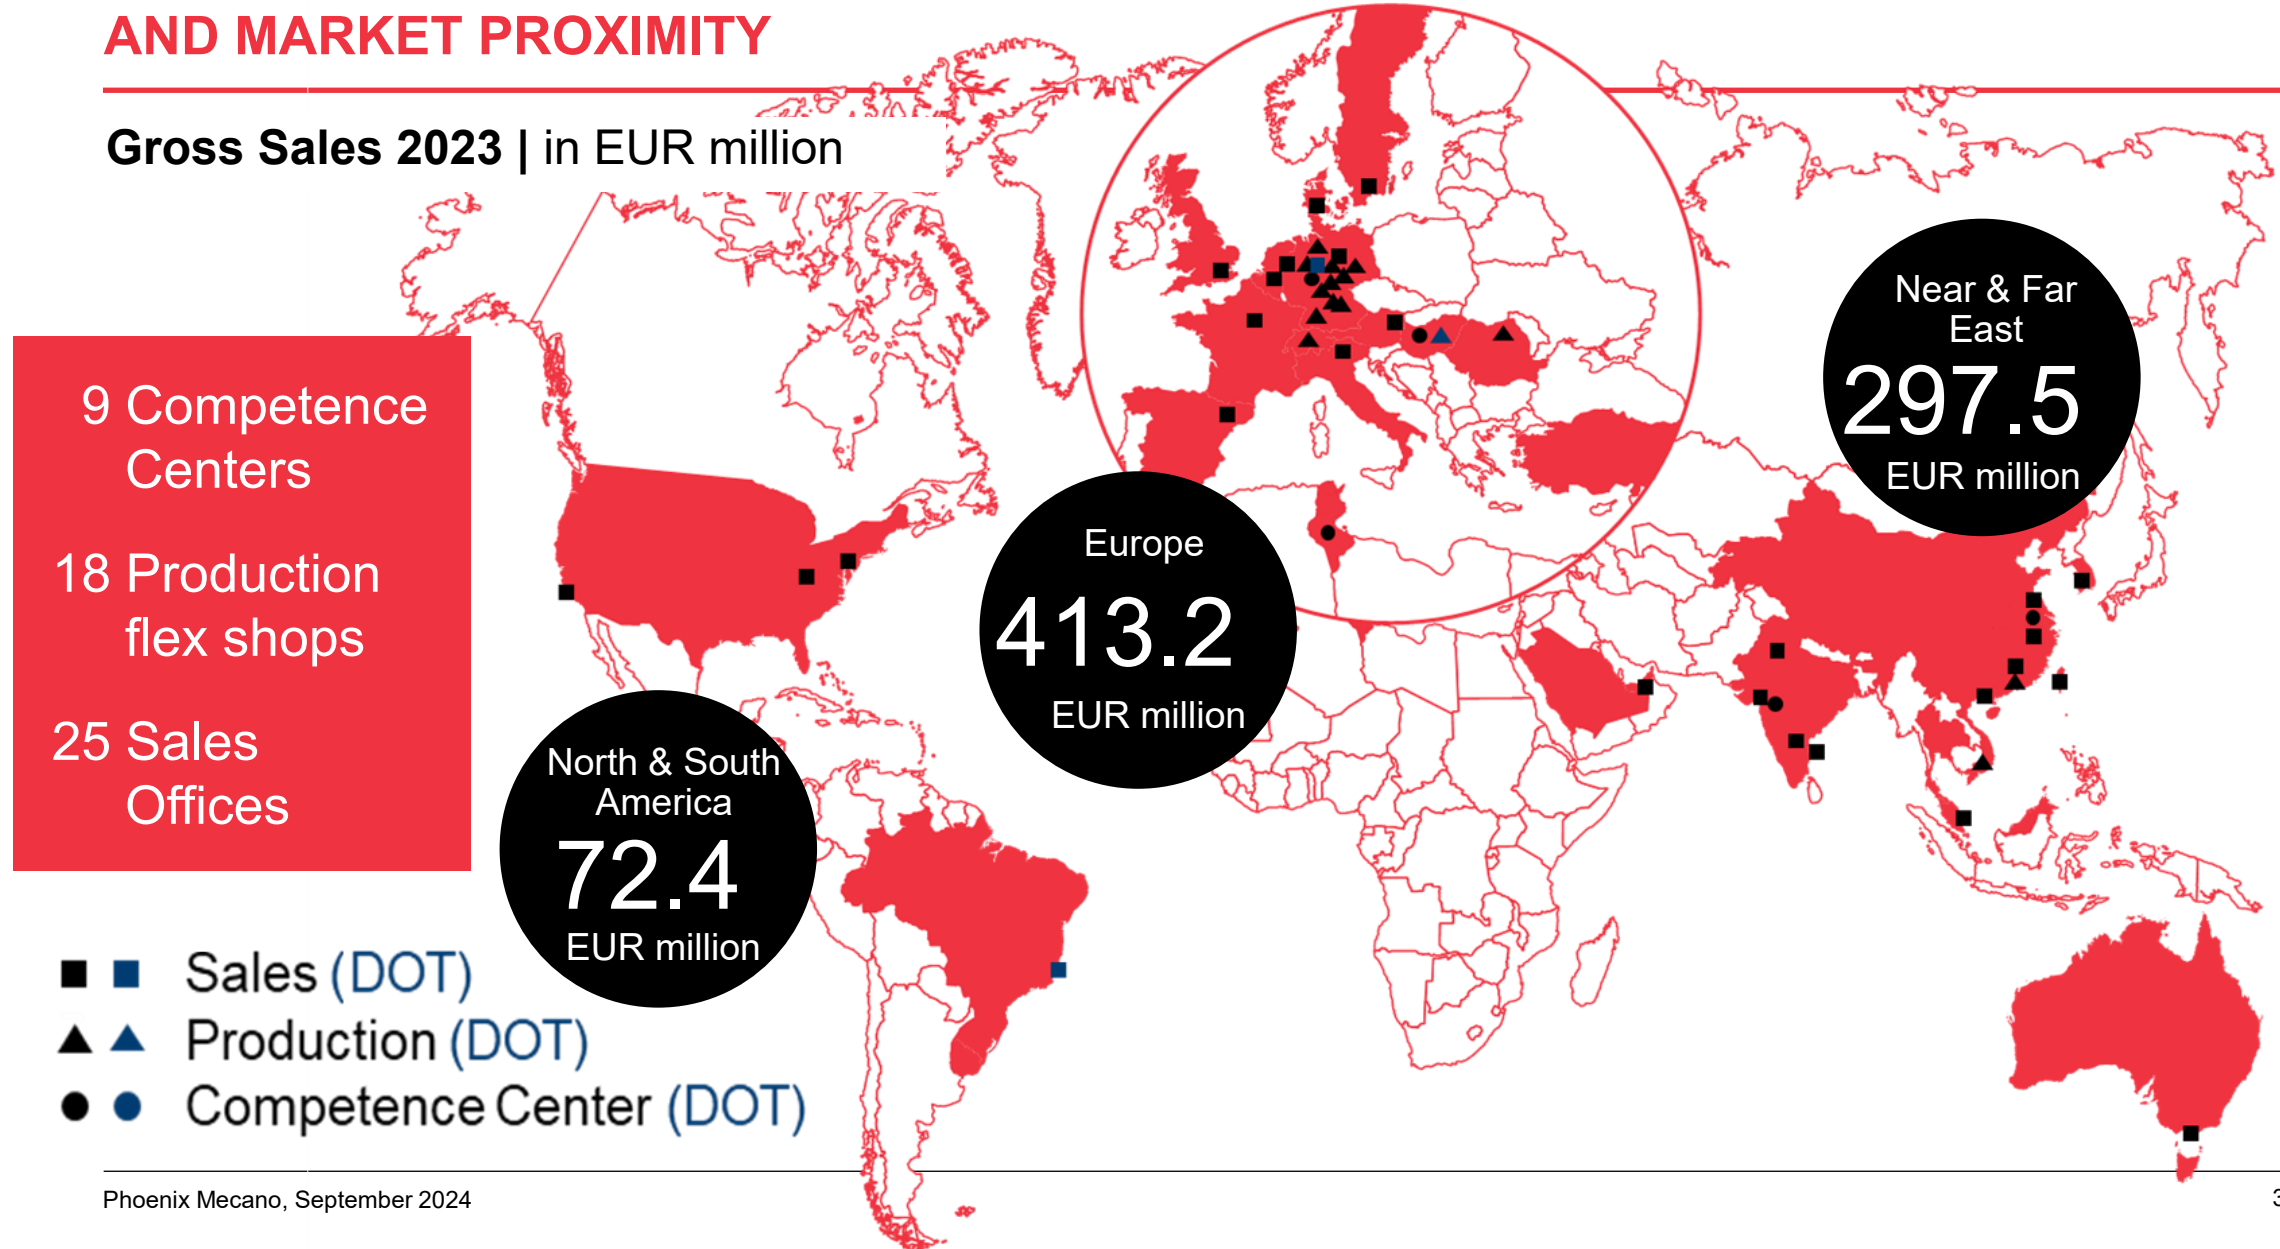 AND MARKET PROXIMITY
Gross Sales 2023 | in EUR million
9 Competence
Centers
18 Production
flex shops
25 Sales
Offices
North & South
America
72.4
EUR million
Europe
413.2
EUR million
Near & Far
East
297.5
EUR million
Sales (DOT)
Production (DOT)
Competence Center (DOT)
Phoenix Mecano, September 2024
3